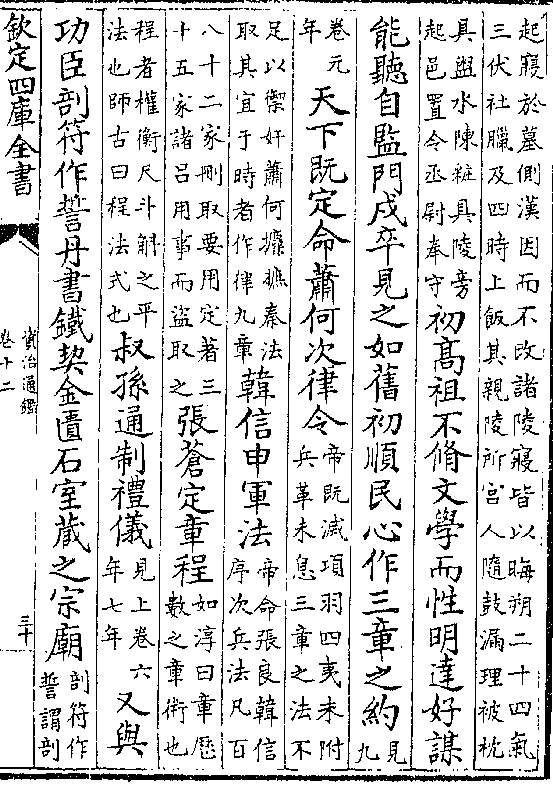 起寢於墓側漢因而不改諸陵寢皆以晦朔二十四氣
三伏社臘及四時上飯其親陵所宮人隨鼓漏理被枕
具盥水陳粧具陵旁
起邑置令丞尉奉守
初高祖不脩文學而性明達好謀
能聽自監門戍卒見之如舊初順民心作三章之約
見
九
卷元
年
天下既定命蕭何次律令
帝既滅項羽四夷未附
兵革未息三章之法不
足以禦奸蕭何攈摭秦法
取其宜于時者作律九章
韓信申軍法
帝命張良韓信
序次兵法凡百
八十二家刪取要用定著三
十五家諸呂用事而盜取之
張蒼定章程
如淳曰章歷
數之章術也
程者權衡尺斗斛之平
法也師古曰程法式也
叔孫通制禮儀
見上卷六
年七年
又與
功臣剖符作誓丹書鐵契金匱石室藏之宗廟
剖符作
誓謂剖
欽定四庫全書
資治通鑑
卷十二
三十